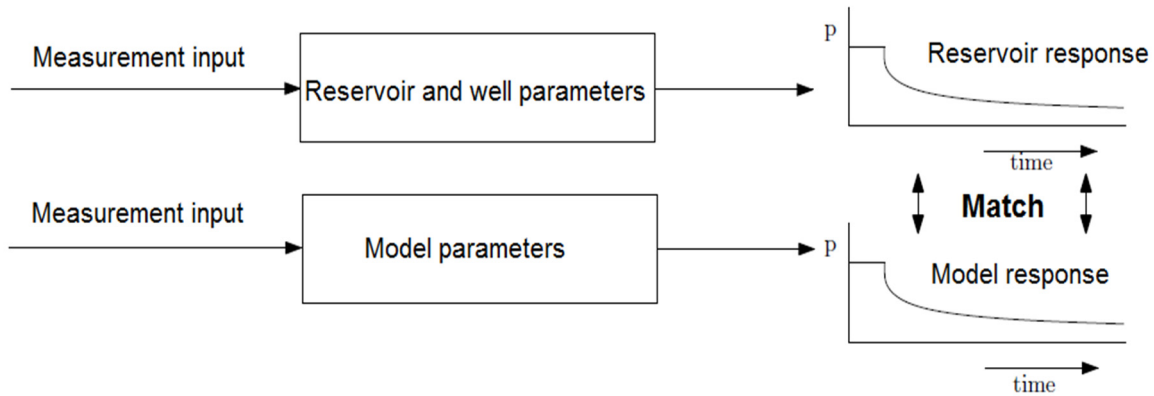 p
Reservoir response
Measurement input
Reservoir and well parameters
time
Match
Measurement input
Model parameters
p
Model response
time